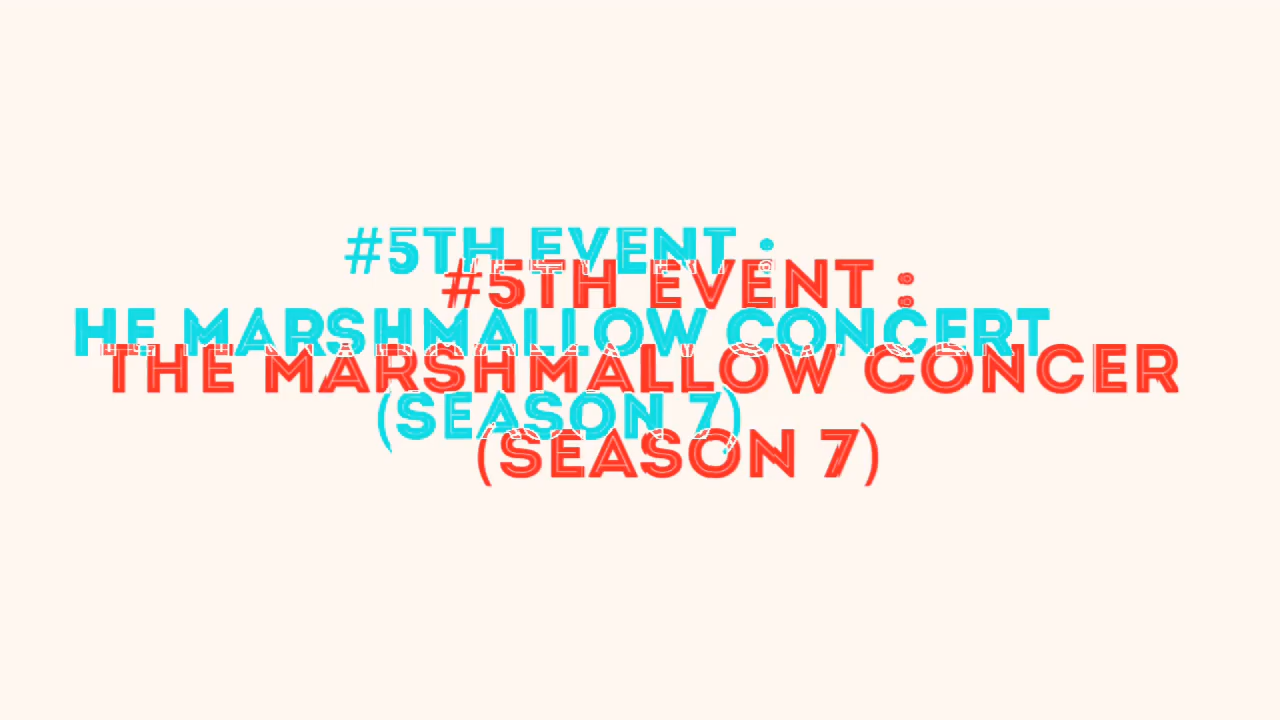 #5TH EVENT :
#5TH EVENT :
HE MARSHMALLOW CONCERT
THE MARSHMALLOW CONCER
(SEASON 7)
(SEASON 7)